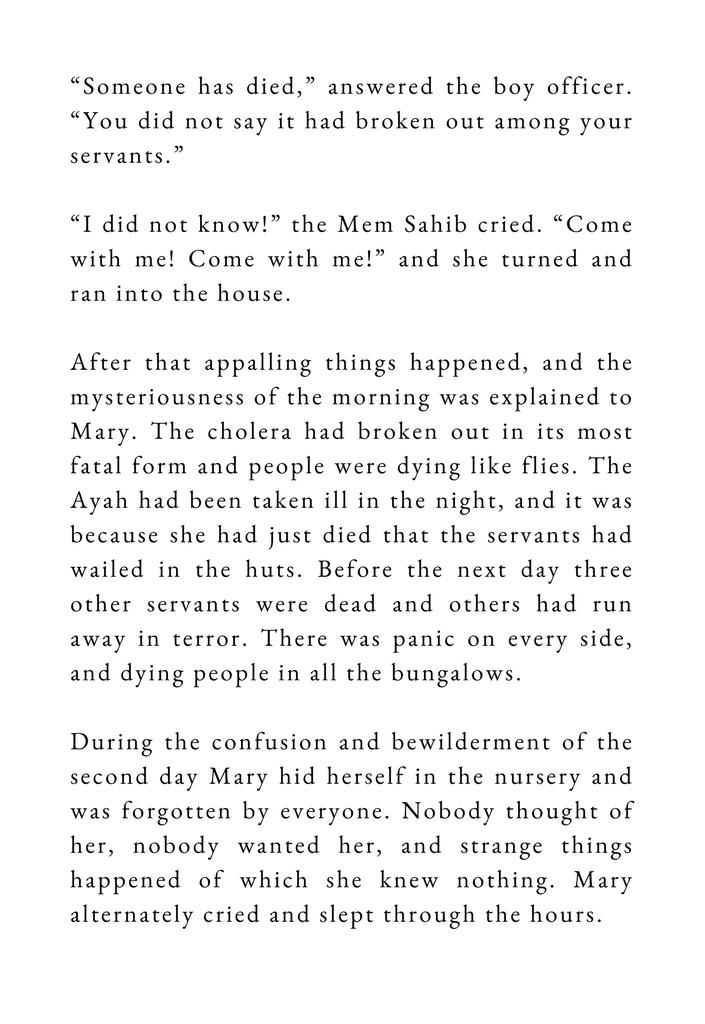 “Someone has died,” answered the boy officer.
“You did not say it had broken out among your
servants.”
“I did not know!” the Mem Sahib cried. “Come
with me! Come with me!” and she turned and
ran into the house.
After that appalling things happened, and the
mysteriousness of the morning was explained to
Mary. The cholera had broken out in its most
fatal form and people were dying like flies. The
Ayah had been taken ill in the night, and it was
because she had just died that the servants had
wailed in the huts. Before the next day three
other servants were dead and others had run
away in terror. There was panic on every side,
and dying people in all the bungalows.
During the confusion and bewilderment of the
second day Mary hid herself in the nursery and
was forgotten by everyone. Nobody thought of
her, nobody wanted her, and strange things
happened of which she knew nothing. Mary
alternately cried and slept through the hours.